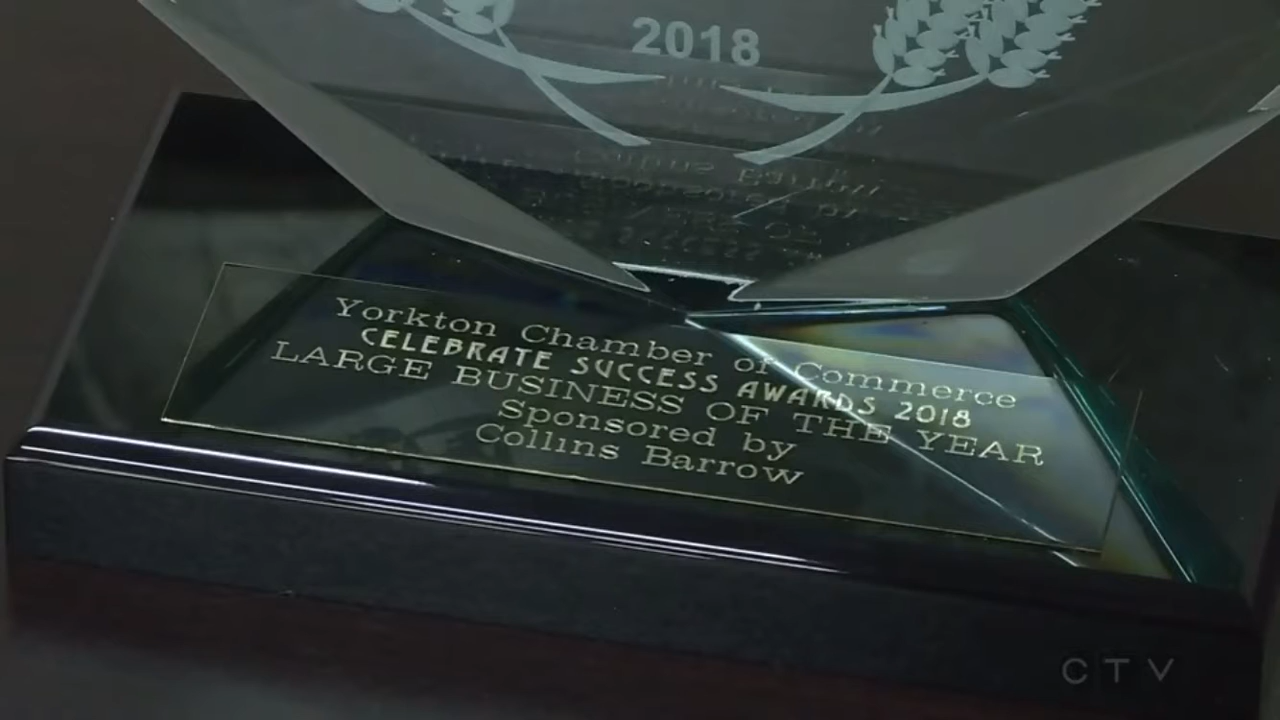 2018
Yorkton Chamber of Commerce
CELEBRATE SUCCESS AWARDS 2018
LARGE BUSINESS OF THE YEAR
Sponsored by
Collins Barrow
CTV